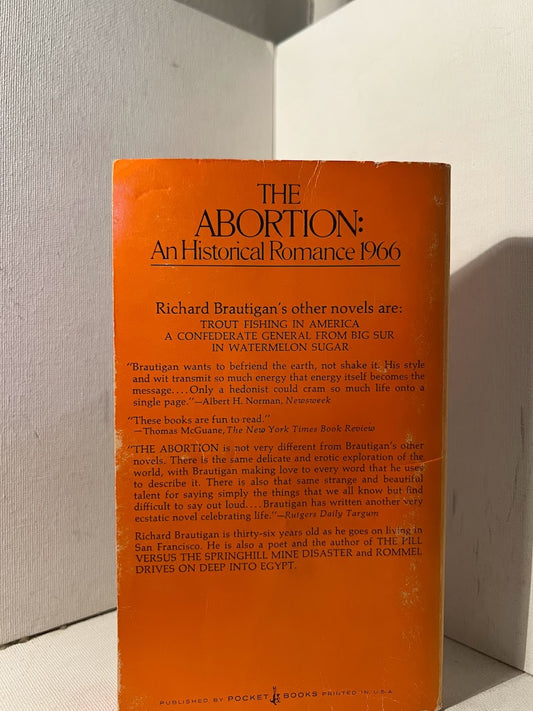 THE
ABORTION:
An Historical Romance 1966
Richard Brautigan's other novels are:
TROUT FISHING IN AMERICA
A CONFEDERATE GENERAL FROM BIG SUR
IN WATERMELON SUGAR
"Brautigan wants to befriend the earth, not shake it. His style
and wit transmit so much energy that energy itself becomes the
message....Only a hedonist could cram so much life onto a
single page."—Albert H. Norman, Newsweek
"These books are fun to read."
—Thomas McGuane, The New York Times Book Review
"THE ABORTION is not very different from Brautigan's other
novels. There is the same delicate and erotic exploration of the
world, with Brautigan making love to every word that he uses
to describe it. There is also that same strange and beautiful
talent for saying simply the things that we all know but find
difficult to say out loud....Brautigan has written another very
ecstatic novel celebrating life."—Rutgers Daily Targum
Richard Brautigan is thirty-six years old as he goes on living in
San Francisco. He is also a poet and the author of THE PILL
VERSUS THE SPRINGHILL MINE DISASTER and ROMMEL
DRIVES ON DEEP INTO EGYPT.
PUBLISHED BY POCKET BOOKS PRINTED IN U.S.A.